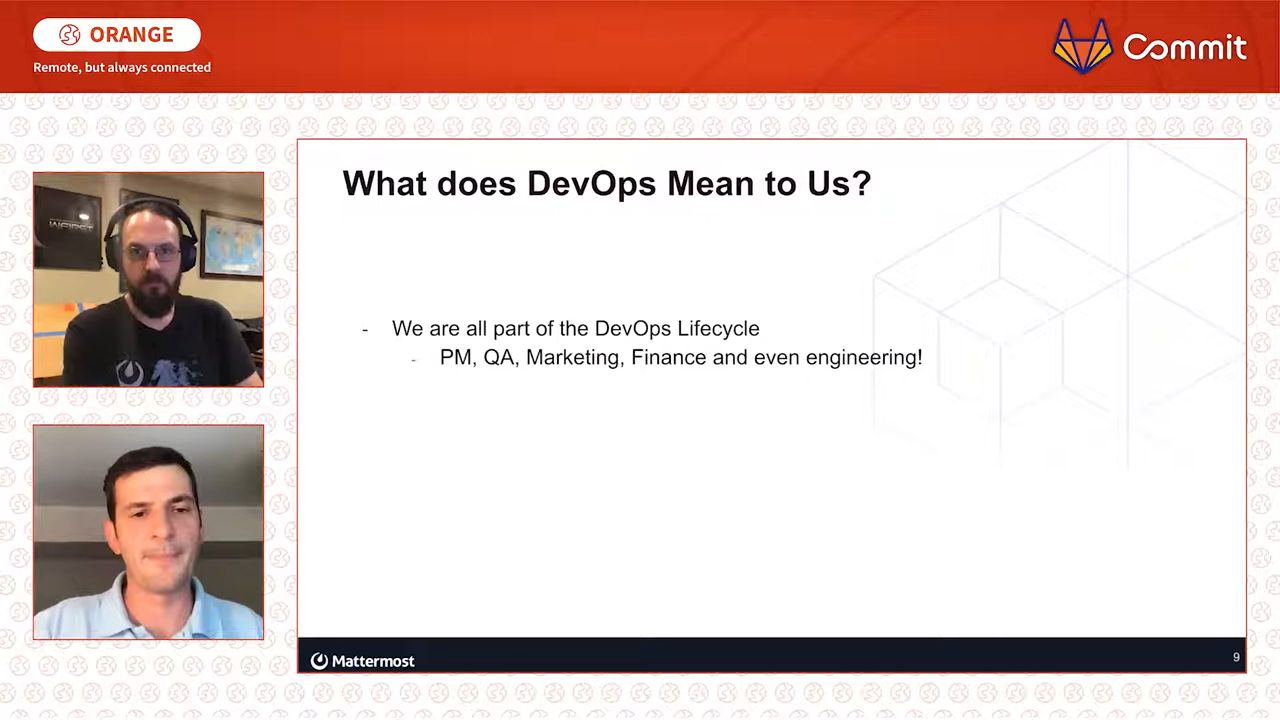 ORANGE
Remote, but always connected
Commit
What does DevOps Mean to Us?
- We are all part of the DevOps Lifecycle
- PM, QA, Marketing, Finance and even engineering!
Mattermost
9